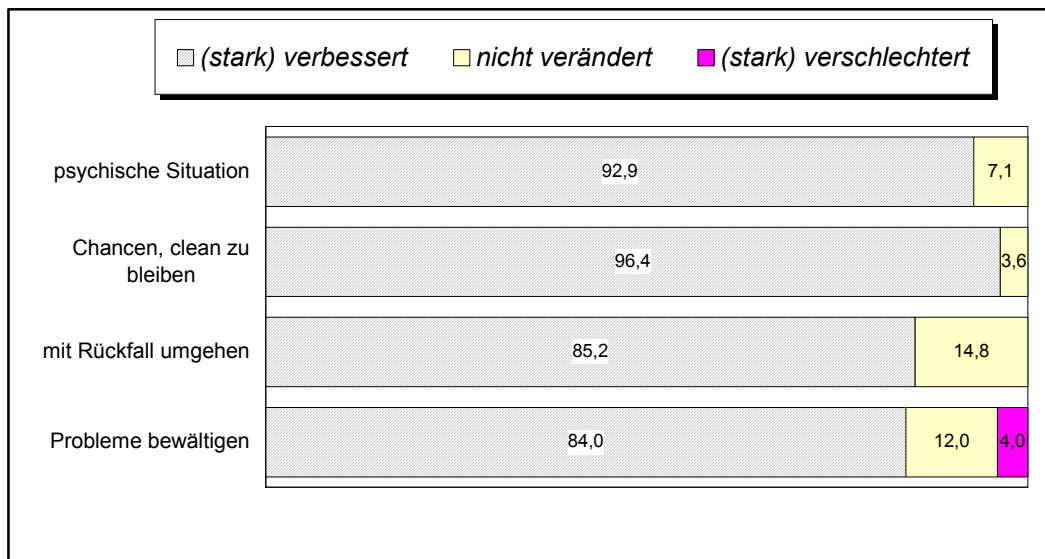 (stark) verbessert nicht verändert (stark) verschlechtert
psychische Situation 92,9 7,1
Chancen, clean zu
bleiben 96,4 3,6
mit Rückfall umgehen 85,2 14,8
Probleme bewältigen 84,0 12,0 4,0